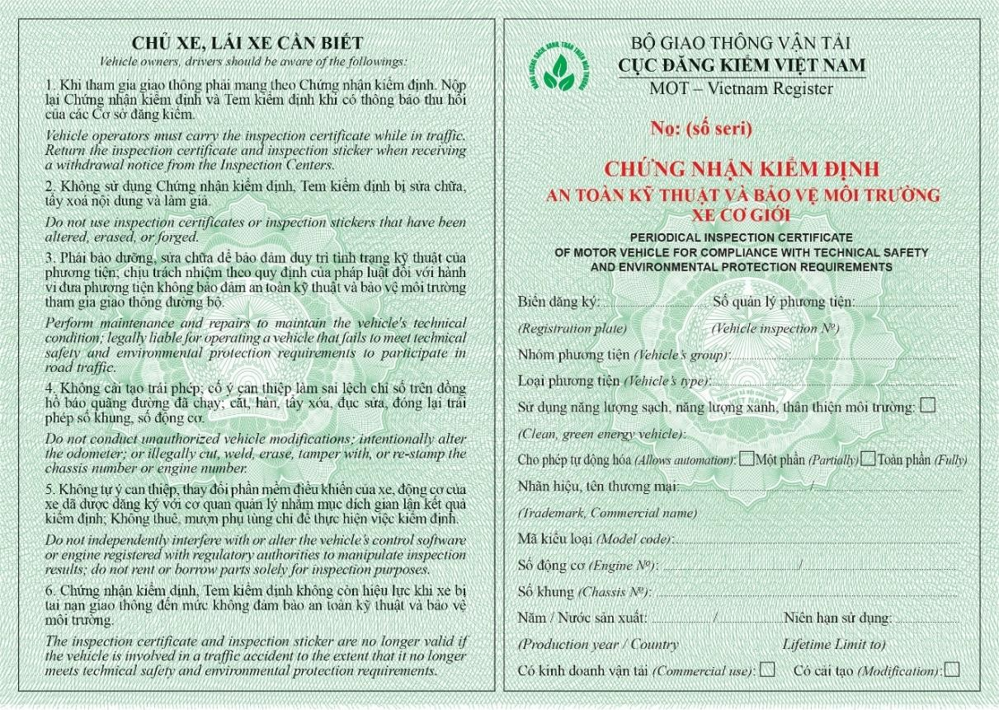 CHỦ XE, LÁI XE CẦN BIẾT
Vehicle owners, drivers should be aware of the followings:
1. Khi tham gia giao thông phải mang theo Chứng nhận kiểm định. Nộp
lại Chứng nhận kiểm định và Tem kiểm định khi có thông báo thu hồi
của các Cơ sở đăng kiểm.
Vehicle operators must carry the inspection certificate while in traffic.
Return the inspection certificate and inspection sticker when receiving
a withdrawal notice from the Inspection Centers.
2. Không sử dụng Chứng nhận kiểm định, Tem kiểm định bị sửa chữa,
tẩy xoá nội dung và làm giả.
Do not use inspection certificates or inspection stickers that have been
altered, erased, or forged.
3. Phải bảo dưỡng, sửa chữa để bảo đảm duy trì tình trạng kỹ thuật của
phương tiện; chịu trách nhiệm theo quy định của pháp luật đối với hành
vi đưa phương tiện không bảo đảm an toàn kỹ thuật và bảo vệ môi trường
tham gia giao thông đường bộ.
Perform maintenance and repairs to maintain the vehicle's technical
condition; legally liable for operating a vehicle that fails to meet technical
safety and environmental protection requirements to participate in
road traffic.
4. Không cải tạo trái phép; cố ý can thiệp làm sai lệch chỉ số trên đồng
hồ báo quãng đường đã chạy; cắt, hàn, tẩy xóa, đục sửa, đóng lại trái
phép số khung, số động cơ.
Do not conduct unauthorized vehicle modifications; intentionally alter
the odometer; or illegally cut, weld, erase, tamper with, or re-stamp the
chassis number or engine number.
5. Không tự ý can thiệp, thay đổi phần mềm điều khiển của xe, động cơ của
xe đã được đăng ký với cơ quan quản lý nhằm mục đích gian lận kết quả
kiểm định; Không thuê, mượn phụ tùng chỉ để thực hiện việc kiểm định.
Do not independently interfere with or alter the vehicle's control software
or engine registered with regulatory authorities to manipulate inspection
results; do not rent or borrow parts solely for inspection purposes.
6. Chứng nhận kiểm định, Tem kiểm định không còn hiệu lực khi xe bị
tai nạn giao thông đến mức không đảm bảo an toàn kỹ thuật và bảo vệ
môi trường.
The inspection certificate and inspection sticker are no longer valid if
the vehicle is involved in a traffic accident to the extent that it no longer
meets technical safety and environmental protection requirements.
NĂNG LƯỢNG SẠCH, XANH, THÂN THIỆN MÔI TRƯỜNG
BỘ GIAO THÔNG VẬN TẢI
CỤC ĐĂNG KIỂM VIỆT NAM
MOT – Vietnam Register
No: (số seri)
CHỨNG NHẬN KIỂM ĐỊNH
AN TOÀN KỸ THUẬT VÀ BẢO VỆ MÔI TRƯỜNG
XE CƠ GIỚI
PERIODICAL INSPECTION CERTIFICATE
OF MOTOR VEHICLE FOR COMPLIANCE WITH TECHNICAL SAFETY
AND ENVIRONMENTAL PROTECTION REQUIREMENTS
Biển đăng ký: Số quản lý phương tiện:
(Registration plate) (Vehicle inspection Nº)
Nhóm phương tiện (Vehicle's group):
Loại phương tiện (Vehicle's type):
Sử dụng năng lượng sạch, năng lượng xanh, thân thiện môi trường: ☐
(Clean, green energy vehicle):
Cho phép tự động hóa (Allows automation): ☐ Một phần (Partially) ☐ Toàn phần (Fully)
Nhãn hiệu, tên thương mại: /
(Trademark, Commercial name)
Mã kiểu loại (Model code):
Số động cơ (Engine Nº): /
Số khung (Chassis Nº):
Năm / Nước sản xuất: / Niên hạn sử dụng:
(Production year / Country Lifetime Limit to)
Có kinh doanh vận tải (Commercial use): ☐ Có cải tạo (Modification): ☐